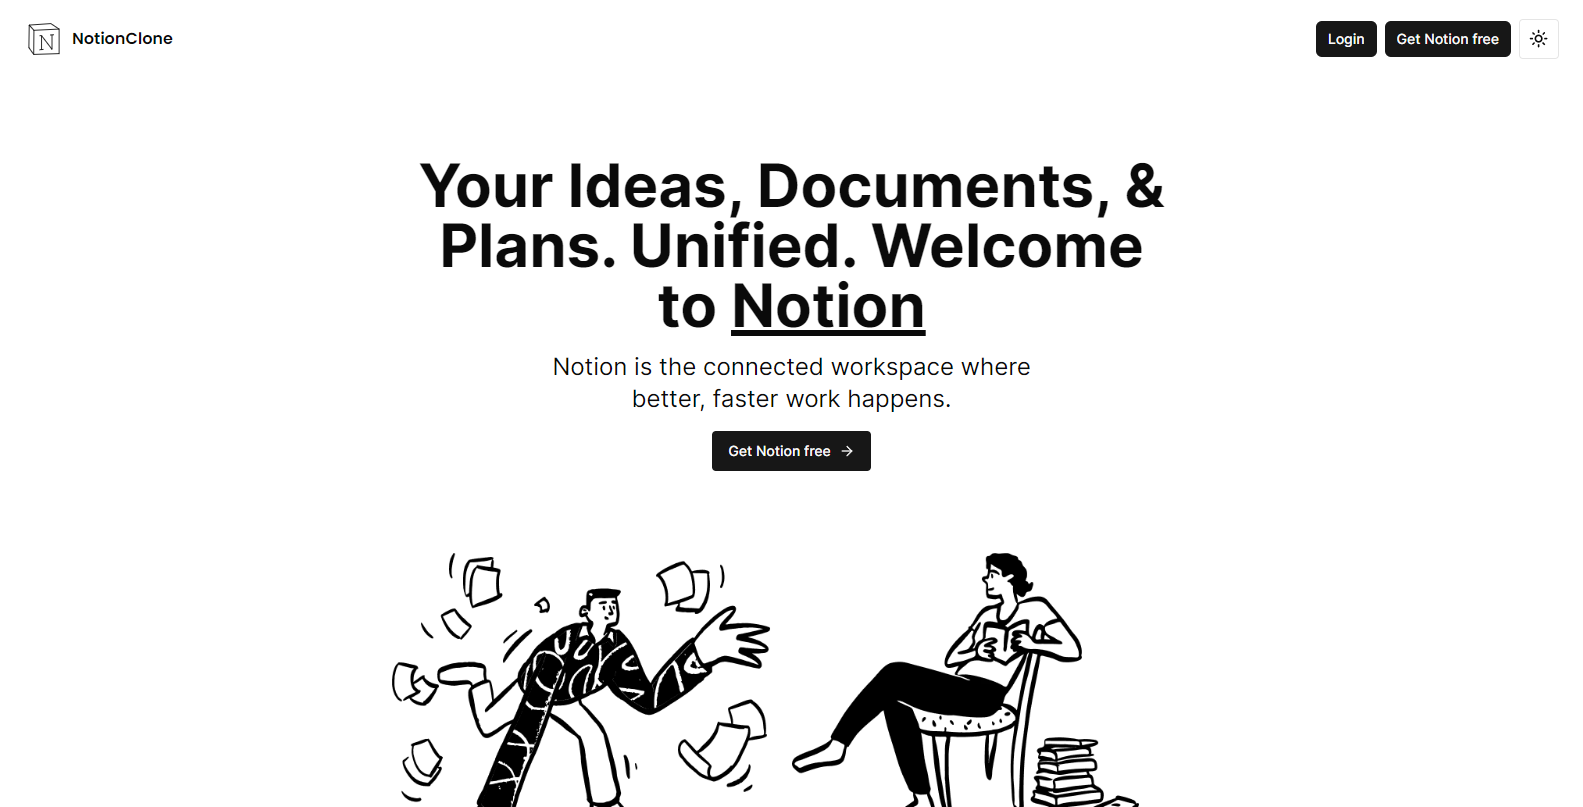 N NotionClone
Login
Get Notion free
Your Ideas, Documents, &
Plans. Unified. Welcome
to Notion
Notion is the connected workspace where
better, faster work happens.
Get Notion free